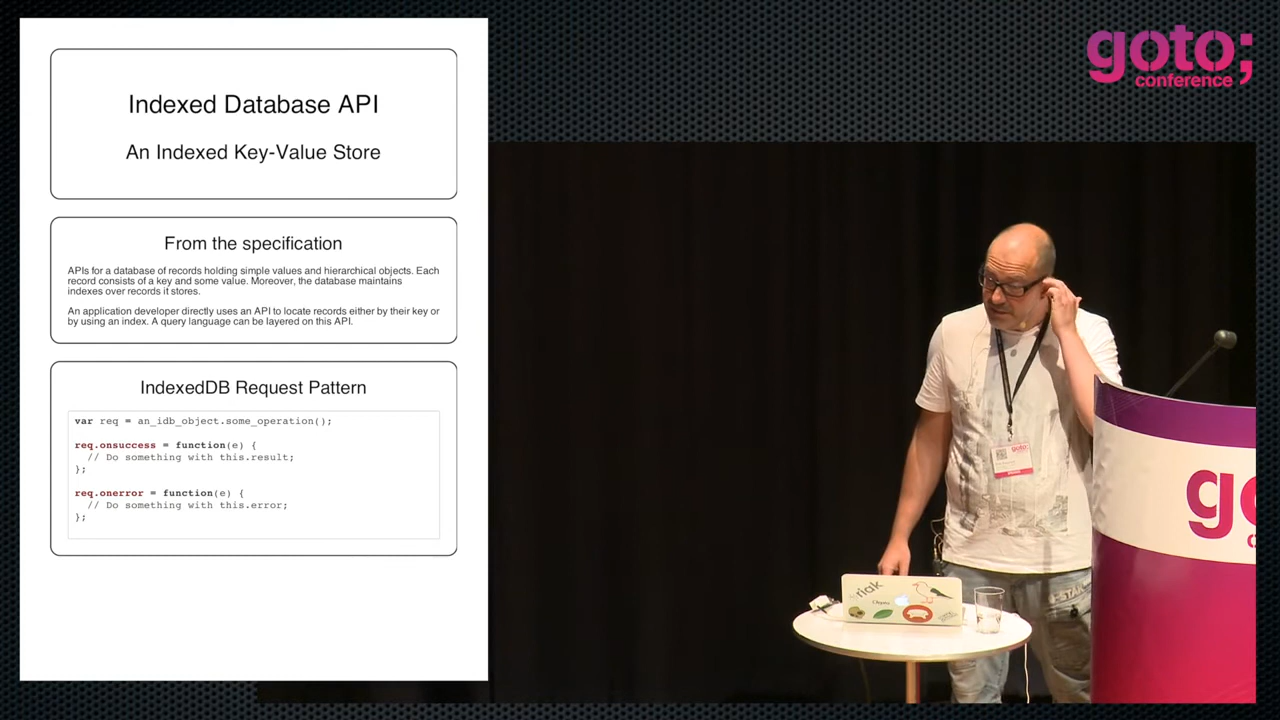 Indexed Database API
An Indexed Key-Value Store
From the specification
APIs for a database of records holding simple values and hierarchical objects. Each
record consists of a key and some value. Moreover, the database maintains
indexes over records it stores.
An application developer directly uses an API to locate records either by their key or
by using an index. A query language can be layered on this API.
IndexedDB Request Pattern
var req = an_idb_object.some_operation();
req.onsuccess = function(e) {
// Do something with this.result;
};
req.onerror = function(e) {
// Do something with this.error;
};
goto;
conference
goto;
riak
go
c